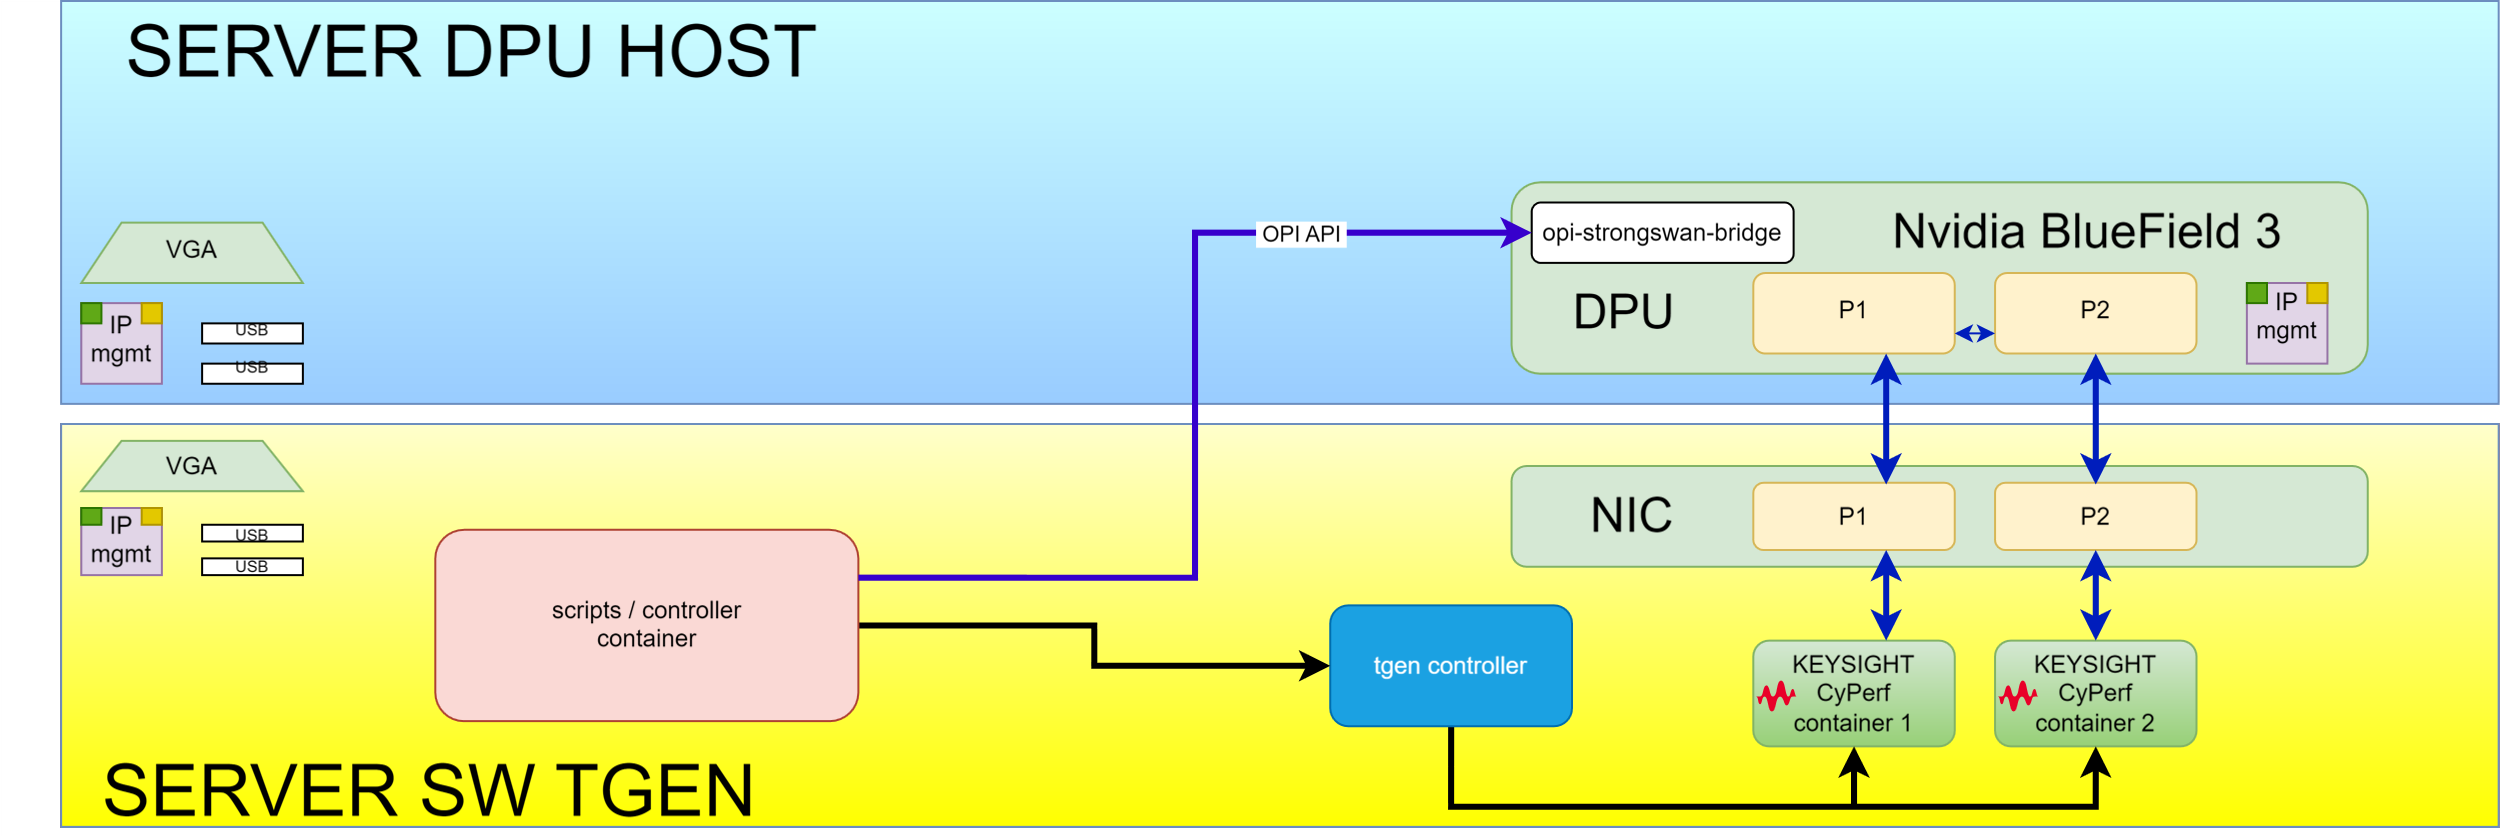 SERVER DPU HOST
VGA
IP
mgmt
USB
USB
OPI API
opi-strongswan-bridge
Nvidia BlueField 3
DPU
P1
P2
IP
mgmt
VGA
IP
mgmt
USB
USB
scripts / controller
container
tgen controller
NIC
P1
P2
KEYSIGHT
CyPerf
container 1
KEYSIGHT
CyPerf
container 2
SERVER SW TGEN